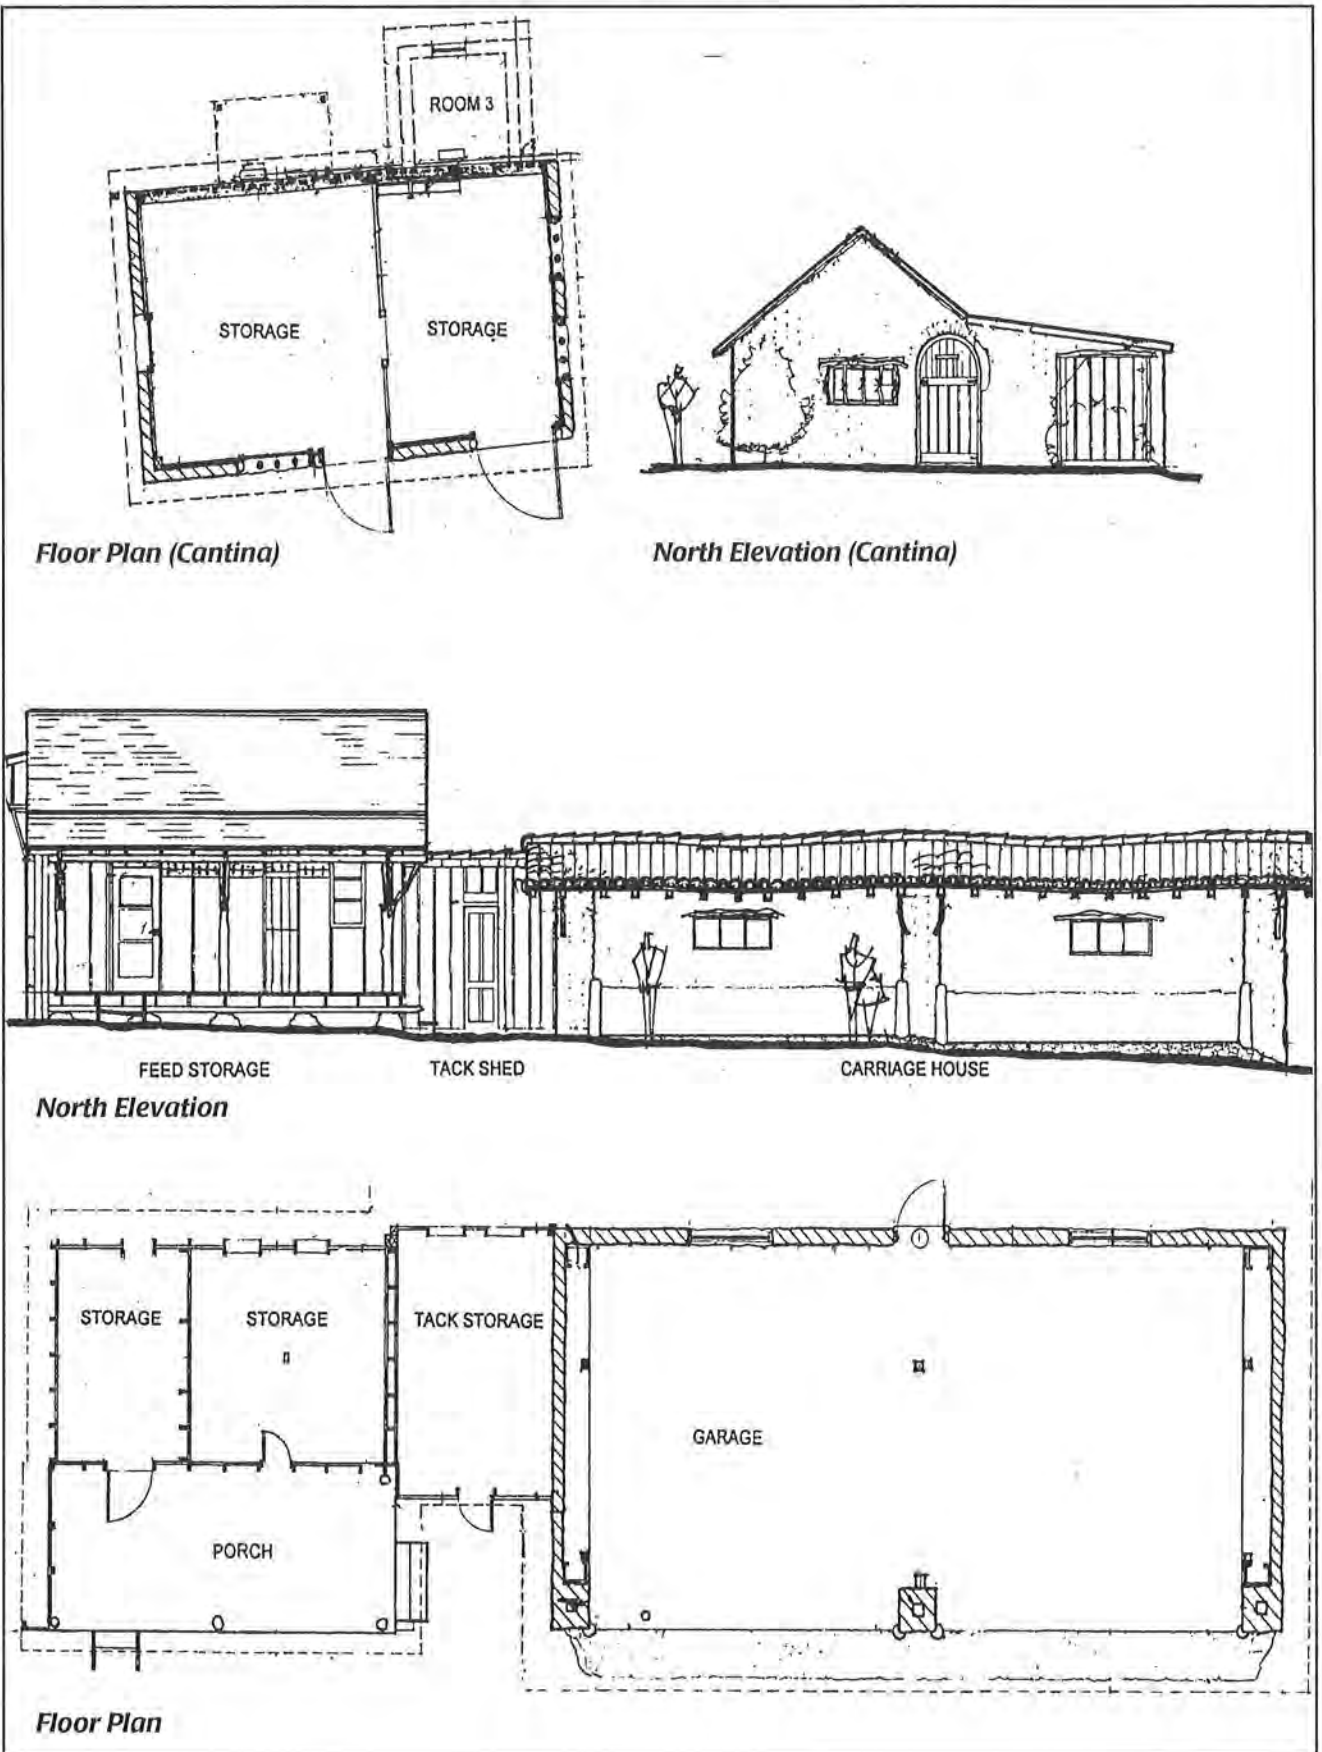 ROOM 3
STORAGE
STORAGE
Floor Plan (Cantina)
North Elevation (Cantina)
FEED STORAGE
TACK SHED
CARRIAGE HOUSE
North Elevation
STORAGE
STORAGE
TACK STORAGE
GARAGE
PORCH
Floor Plan